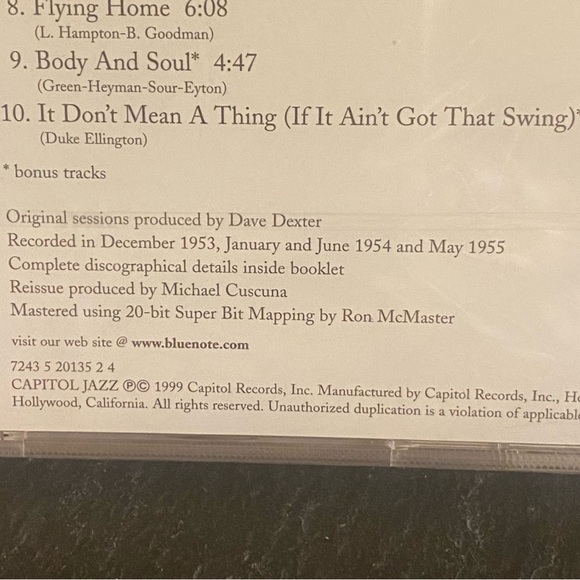 8. Flying Home 6:08
(L. Hampton-B. Goodman)
9. Body And Soul* 4:47
(Green-Heyman-Sour-Eyton)
10. It Don't Mean A Thing (If It Ain't Got That Swing)*
(Duke Ellington)
* bonus tracks
Original sessions produced by Dave Dexter
Recorded in December 1953, January and June 1954 and May 1955
Complete discographical details inside booklet
Reissue produced by Michael Cuscuna
Mastered using 20-bit Super Bit Mapping by Ron McMaster
visit our web site @ www.bluenote.com
7243 5 20135 2 4
CAPITOL JAZZ ℗© 1999 Capitol Records, Inc. Manufactured by Capitol Records, Inc.,
Hollywood, California. All rights reserved. Unauthorized duplication is a violation of